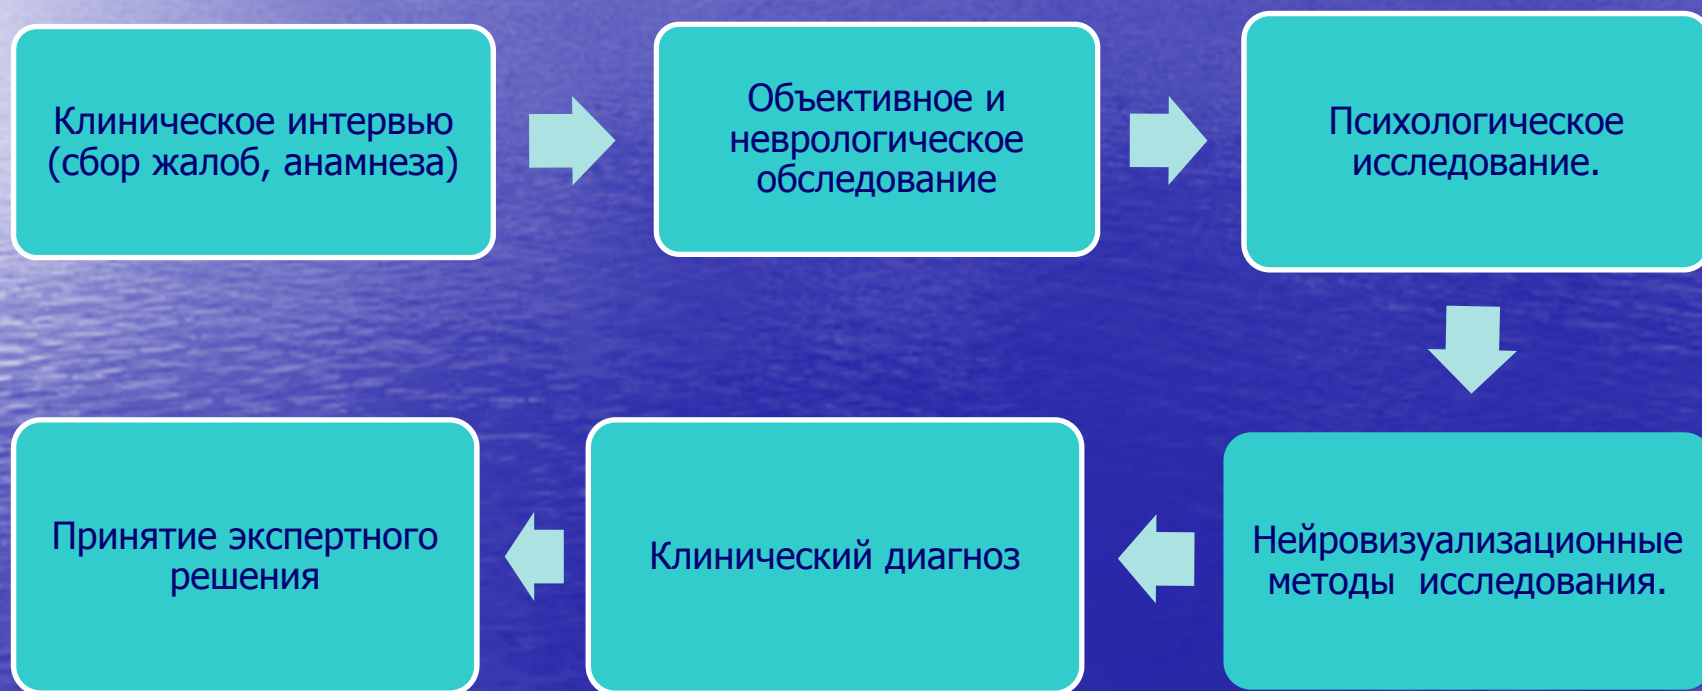 Клиническое интервью
(сбор жалоб, анамнеза)
Объективное и
неврологическое
обследование
Психологическое
исследование.
Нейровизуализационные
методы  исследования.
Клинический диагноз
Принятие экспертного
решения